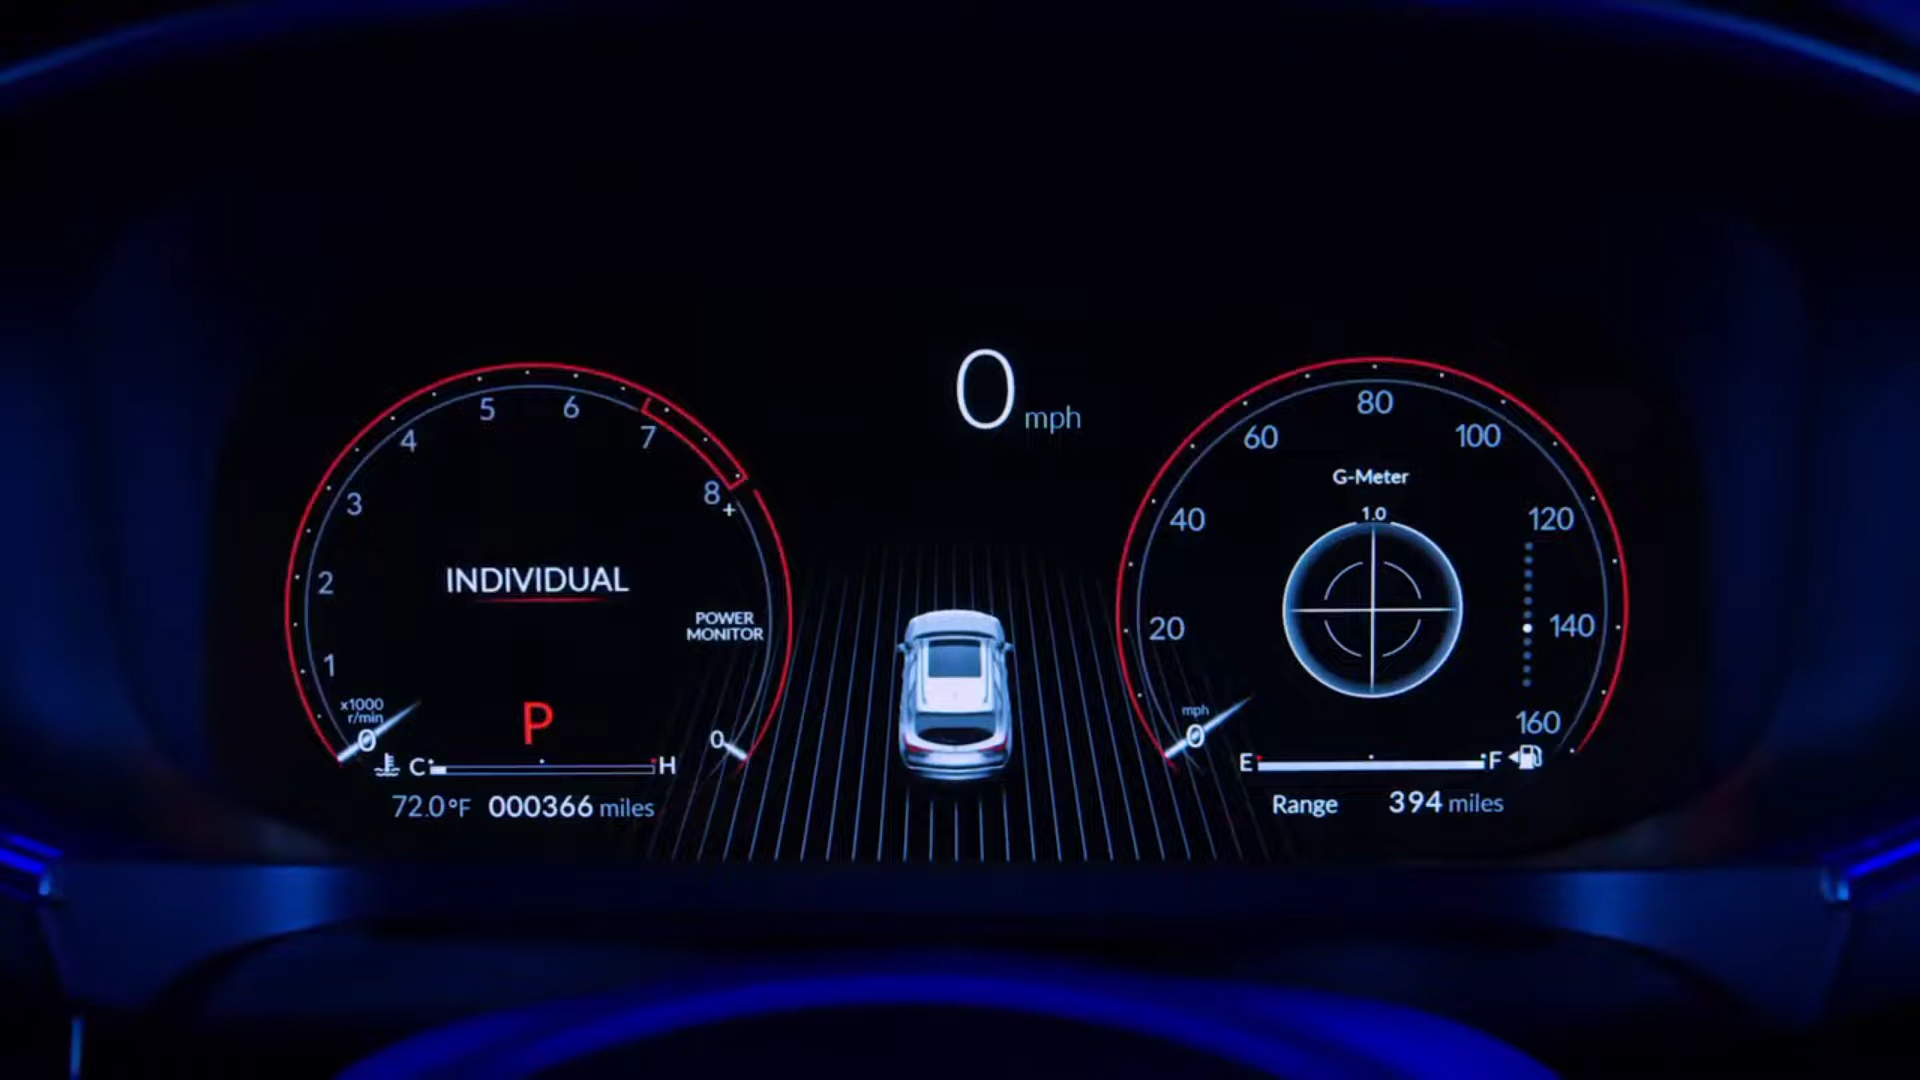 0 mph
5 6
4 7
3 8
+
2
INDIVIDUAL
POWER
MONITOR
1
x1000
r/min
0
P
0
C H
72.0°F 000366 miles
80
60 100
G-Meter
1.0
40 120
20 140
mph
0
160
E F
Range 394 miles